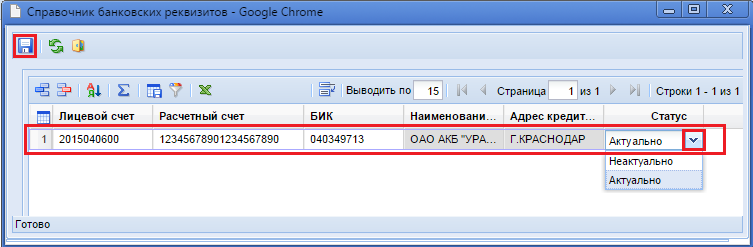 Справочник банковских реквизитов - Google Chrome
Выводить по 15 Страница 1 из 1 Строки 1 - 1 из 1
Лицевой счет Расчетный счет БИК Наименовани... Адрес кредит... Статус
1 2015040600 12345678901234567890 040349713 ОАО АКБ "УРА... Г.КРАСНОДАР Актуально
Неактуально
Актуально
Готово